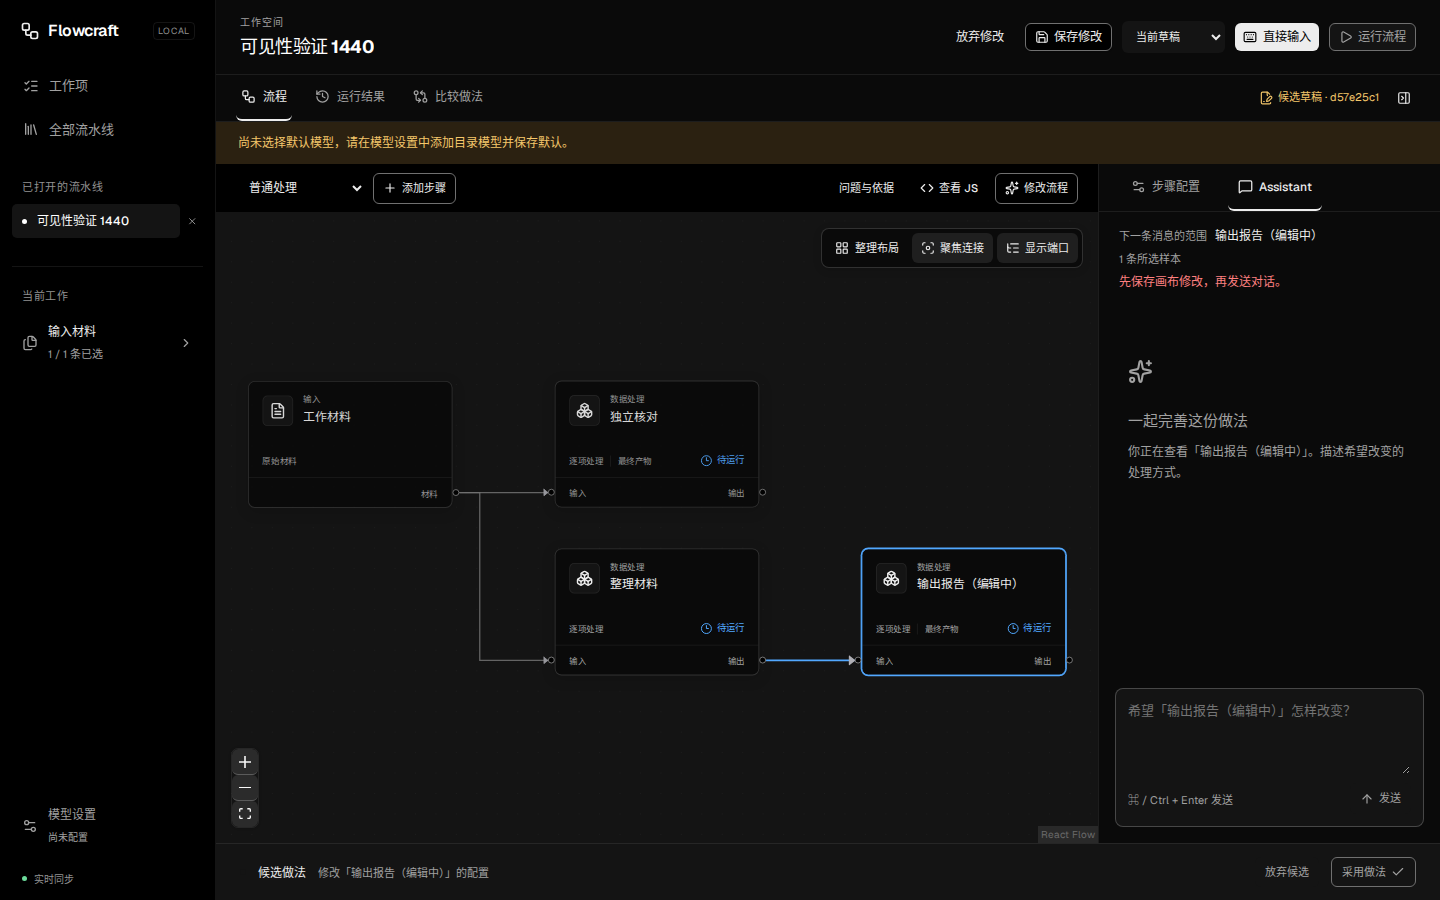 Flowcraft
LOCAL
工作项
全部流水线
已打开的流水线
可见性验证 1440
当前工作
输入材料
1 / 1 条已选
模型设置
尚未配置
实时同步
工作空间
可见性验证 1440
放弃修改
保存修改
当前草稿
直接输入
运行流程
流程
运行结果
比较做法
候选草稿 · d57e25c1
尚未选择默认模型，请在模型设置中添加目录模型并保存默认。
普通处理
添加步骤
问题与依据
查看 JS
修改流程
整理布局
聚焦连接
显示端口
输入
工作材料
原始材料
材料
数据处理
独立核对
逐项处理
最终产物
待运行
输入
输出
数据处理
整理材料
逐项处理
待运行
输入
输出
数据处理
输出报告（编辑中）
逐项处理
最终产物
待运行
输入
输出
React Flow
步骤配置
Assistant
下一条消息的范围 输出报告（编辑中）
1 条所选样本
先保存画布修改，再发送对话。
一起完善这份做法
你正在查看「输出报告（编辑中）」。描述希望改变的
处理方式。
希望「输出报告（编辑中）」怎样改变？
⌘ / Ctrl + Enter 发送
发送
候选做法
修改「输出报告（编辑中）」的配置
放弃候选
采用做法